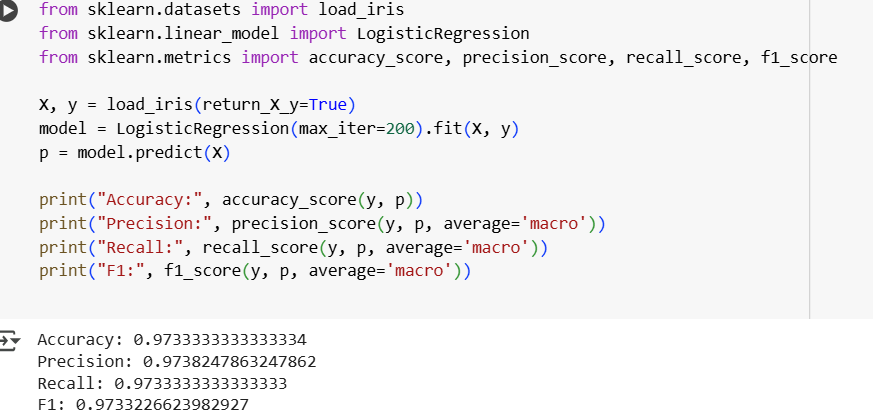 from sklearn.datasets import load_iris
from sklearn.linear_model import LogisticRegression
from sklearn.metrics import accuracy_score, precision_score, recall_score, f1_score
X, y = load_iris(return_X_y=True)
model = LogisticRegression(max_iter=200).fit(X, y)
p = model.predict(X)
print("Accuracy:", accuracy_score(y, p))
print("Precision:", precision_score(y, p, average='macro'))
print("Recall:", recall_score(y, p, average='macro'))
print("F1:", f1_score(y, p, average='macro'))
Accuracy: 0.9733333333333334
Precision: 0.9738247863247862
Recall: 0.9733333333333333
F1: 0.9733226623982927